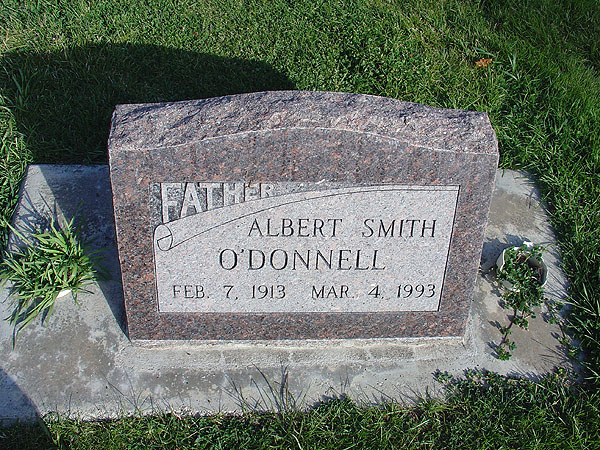 FATHER
ALBERT SMITH
O'DONNELL
FEB. 7, 1913 MAR. 4, 1993